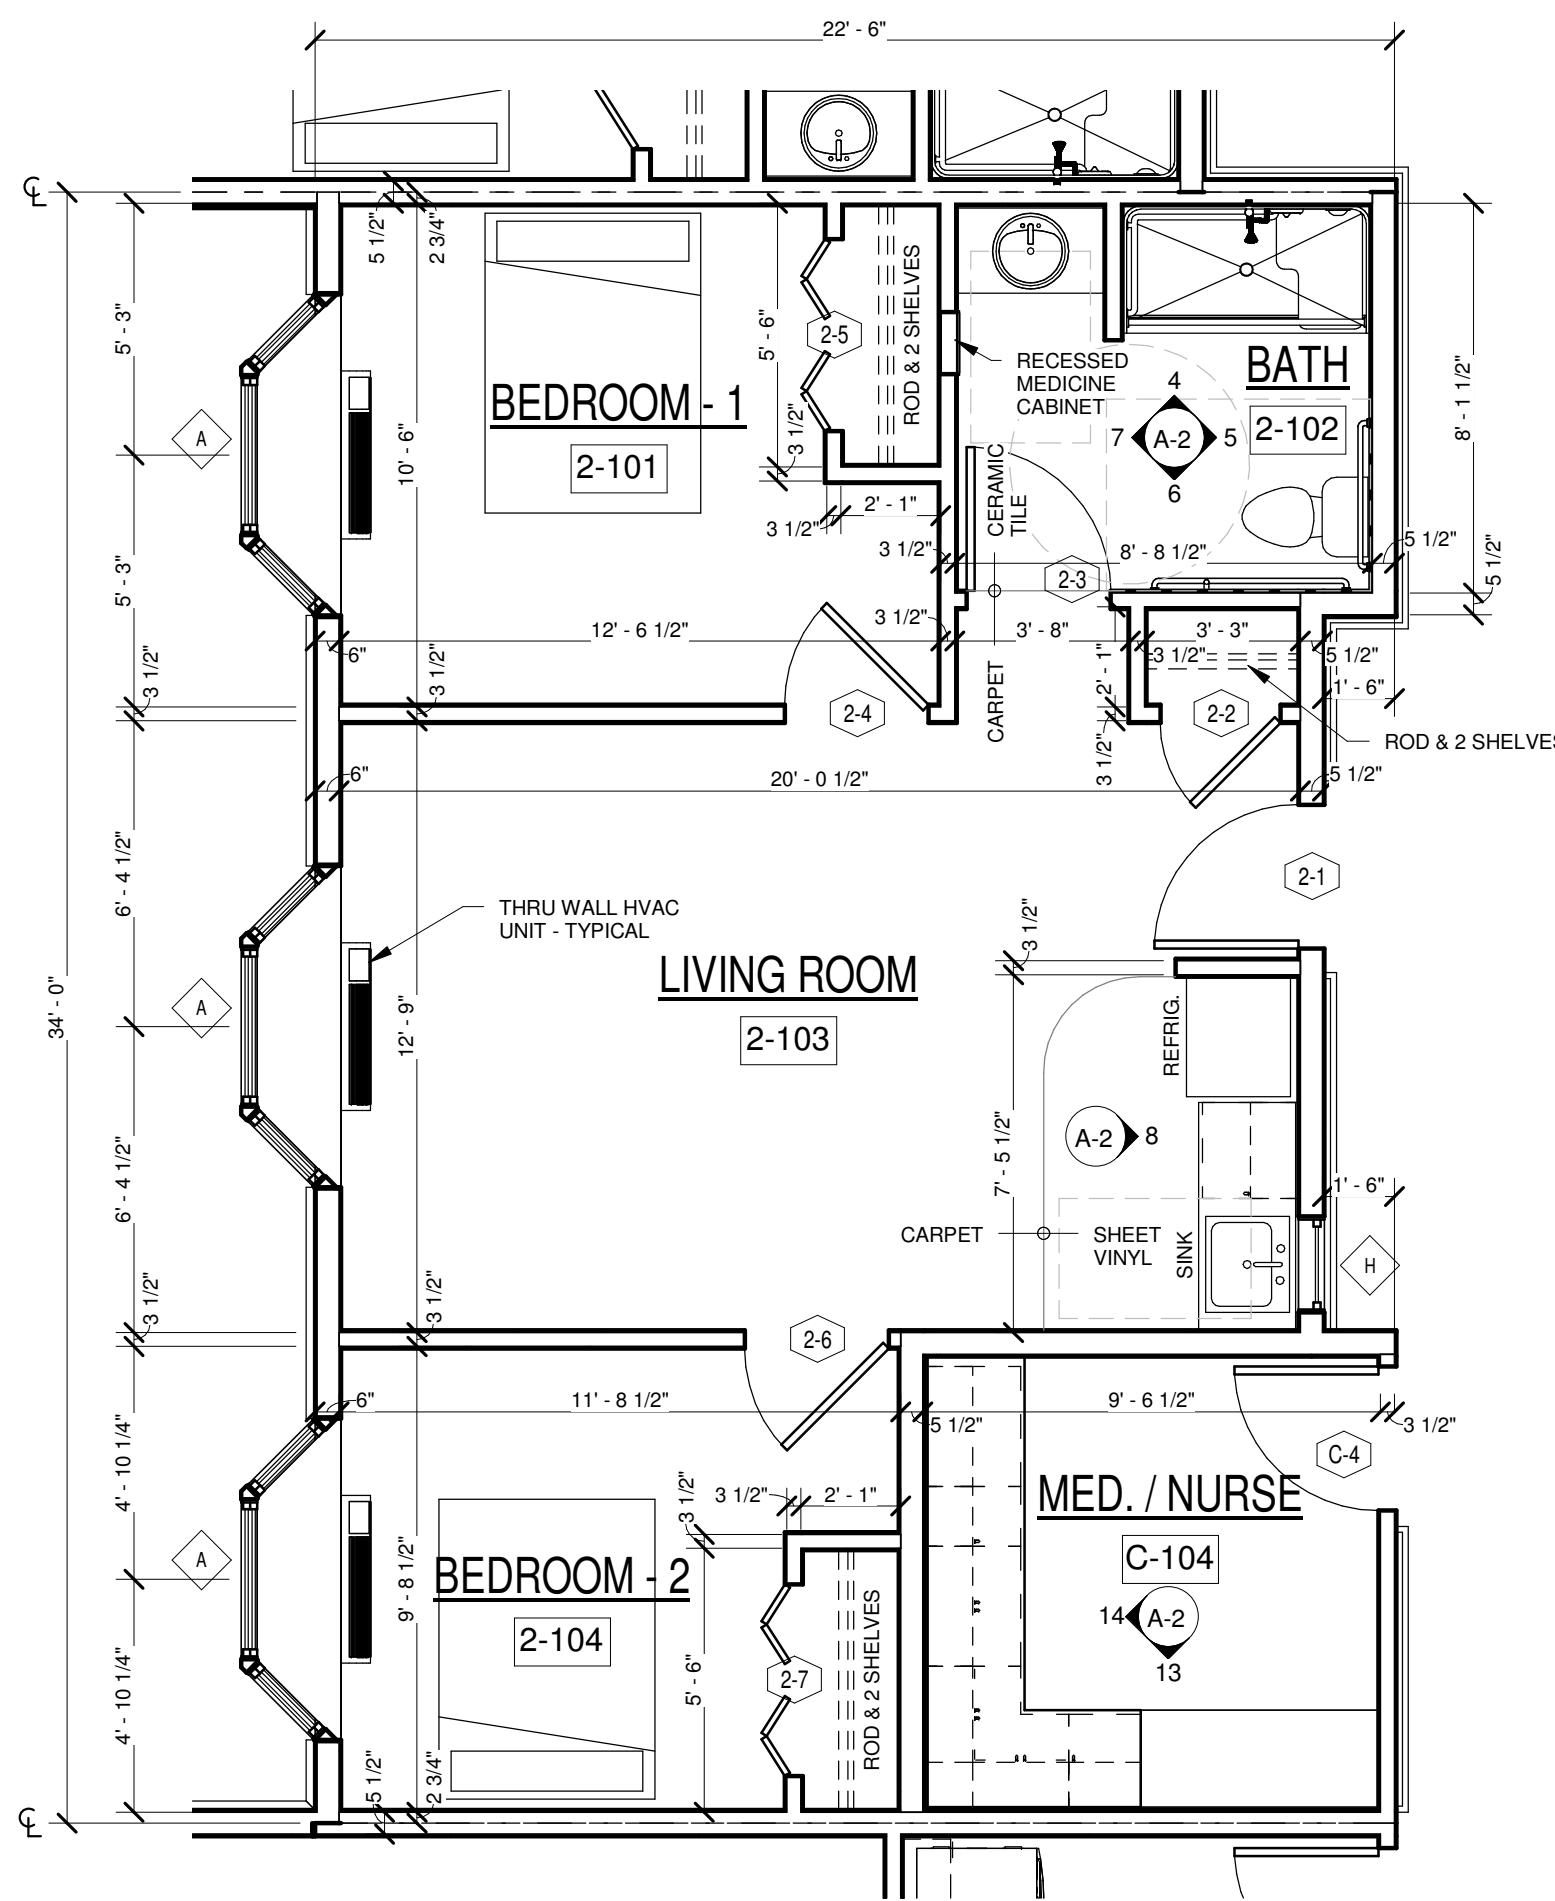 22' - 6"
℄
5 1/2"
2 3/4"
5' - 3"
5' - 3"
A
10' - 6"
BEDROOM - 1
2-101
5' - 6"
3 1/2"
2-5
ROD & 2 SHELVES
RECESSED
MEDICINE
CABINET
BATH
2-102
4
7
A-2
5
6
8' - 1 1/2"
5 1/2"
CERAMIC
TILE
3 1/2"
2' - 1"
3 1/2"
8' - 8 1/2"
5 1/2"
2-3
12' - 6 1/2"
6"
3 1/2"
3' - 8"
3 1/2"
3' - 3"
5 1/2"
1' - 6"
3 1/2"
3 1/2"
2-4
CARPET
2' - 1"
3 1/2"
2-2
ROD & 2 SHELVES
6"
20' - 0 1/2"
5 1/2"
6' - 4 1/2"
6' - 4 1/2"
34' - 0"
A
12' - 9"
THRU WALL HVAC
UNIT - TYPICAL
LIVING ROOM
2-103
2-1
3 1/2"
7' - 5 1/2"
REFRIG.
A-2
8
1' - 6"
CARPET
SHEET
VINYL
SINK
H
3 1/2"
3 1/2"
2-6
6"
11' - 8 1/2"
5 1/2"
9' - 6 1/2"
3 1/2"
C-4
4' - 10 1/4"
4' - 10 1/4"
A
9' - 8 1/2"
3 1/2"
2' - 1"
3 1/2"
MED. / NURSE
C-104
14
A-2
13
BEDROOM - 2
2-104
5' - 6"
2-7
ROD & 2 SHELVES
5 1/2"
2 3/4"
℄